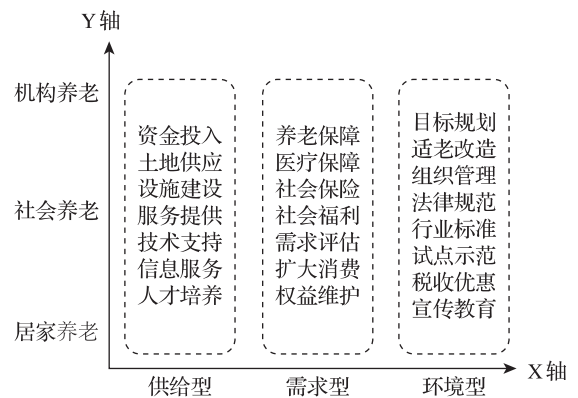 Y轴
机构养老
社会养老
居家养老
资金投入
土地供应
设施建设
服务提供
技术支持
信息服务
人才培养
养老保障
医疗保障
社会保险
社会福利
需求评估
扩大消费
权益维护
目标规划
适老改造
组织管理
法律规范
行业标准
试点示范
税收优惠
宣传教育
供给型
需求型
环境型
X轴